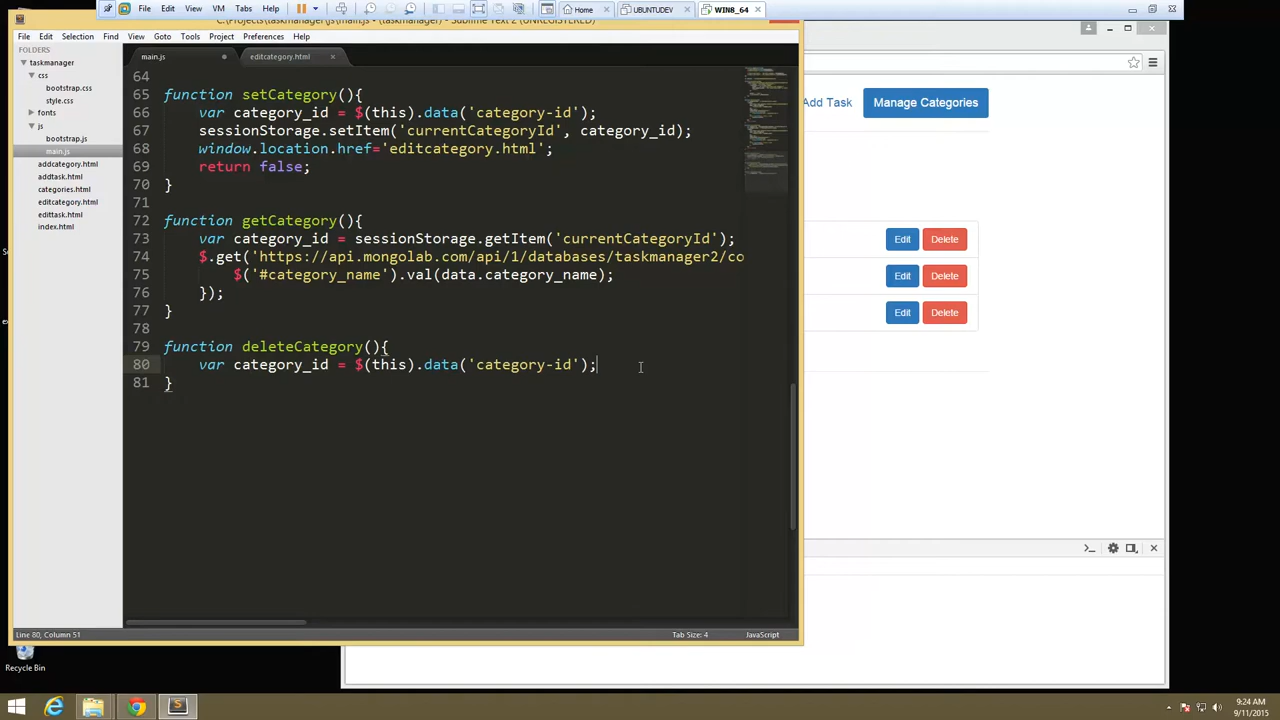 File Edit View VM Tabs Help Home UBUNTUDEV WIN8_64
C:\Projects\taskmanager\js\main.js - Sublime Text 2 (UNREGISTERED)
File Edit Selection Find View Goto Tools Project Preferences Help
FOLDERS
taskmanager
css
bootstrap.css
style.css
fonts
js
bootstrap.js
main.js
addcategory.html
addtask.html
categories.html
editcategory.html
edittask.html
index.html
main.js editcategory.html
64
65 function setCategory(){
66 var category_id = $(this).data('category-id');
67 sessionStorage.setItem('currentCategoryId', category_id);
68 window.location.href='editcategory.html';
69 return false;
70 }
71
72 function getCategory(){
73 var category_id = sessionStorage.getItem('currentCategoryId');
74 $.get('https://api.mongolab.com/api/1/databases/taskmanager2/co
75 $('#category_name').val(data.category_name);
76 });
77 }
78
79 function deleteCategory(){
80 var category_id = $(this).data('category-id');
81 }
Line 80, Column 51 Tab Size: 4 JavaScript
Add Task Manage Categories
Edit Delete
Edit Delete
Edit Delete
Recycle Bin
9:24 AM
9/11/2015